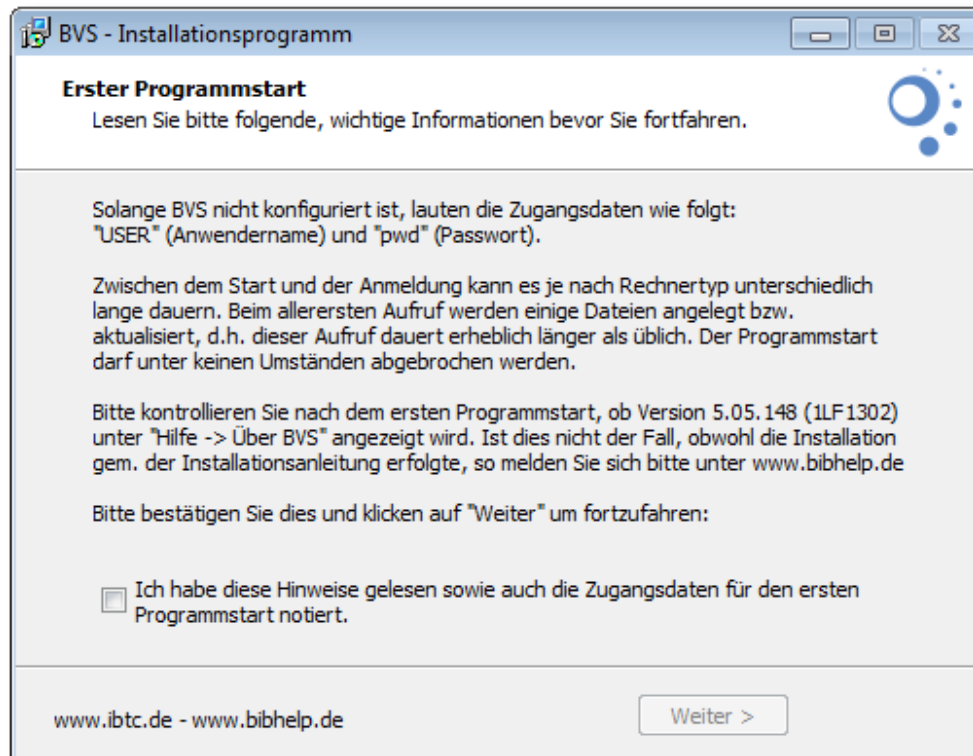 BVS - Installationsprogramm
Erster Programmstart
Lesen Sie bitte folgende, wichtige Informationen bevor Sie fortfahren.
Solange BVS nicht konfiguriert ist, lauten die Zugangsdaten wie folgt:
"USER" (Anwendername) und "pwd" (Passwort).
Zwischen dem Start und der Anmeldung kann es je nach Rechnertyp unterschiedlich
lange dauern. Beim allerersten Aufruf werden einige Dateien angelegt bzw.
aktualisiert, d.h. dieser Aufruf dauert erheblich länger als üblich. Der Programmstart
darf unter keinen Umständen abgebrochen werden.
Bitte kontrollieren Sie nach dem ersten Programmstart, ob Version 5.05.148 (1LF1302)
unter "Hilfe -> Über BVS" angezeigt wird. Ist dies nicht der Fall, obwohl die Installation
gem. der Installationsanleitung erfolgte, so melden Sie sich bitte unter www.bibhelp.de
Bitte bestätigen Sie dies und klicken auf "Weiter" um fortzufahren:
Ich habe diese Hinweise gelesen sowie auch die Zugangsdaten für den ersten
Programmstart notiert.
www.ibtc.de - www.bibhelp.de
Weiter >